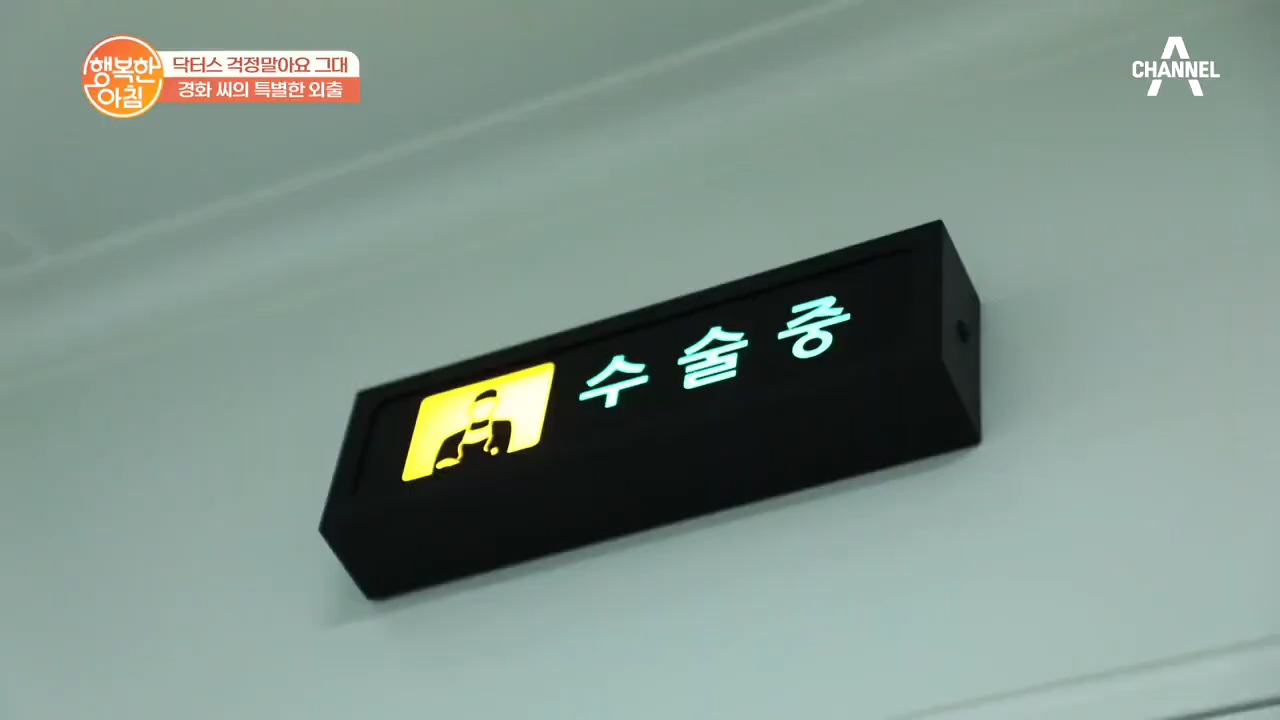 행복한
아침
닥터스 걱정말아요 그대
경화 씨의 특별한 외출
CHANNEL A
수술중